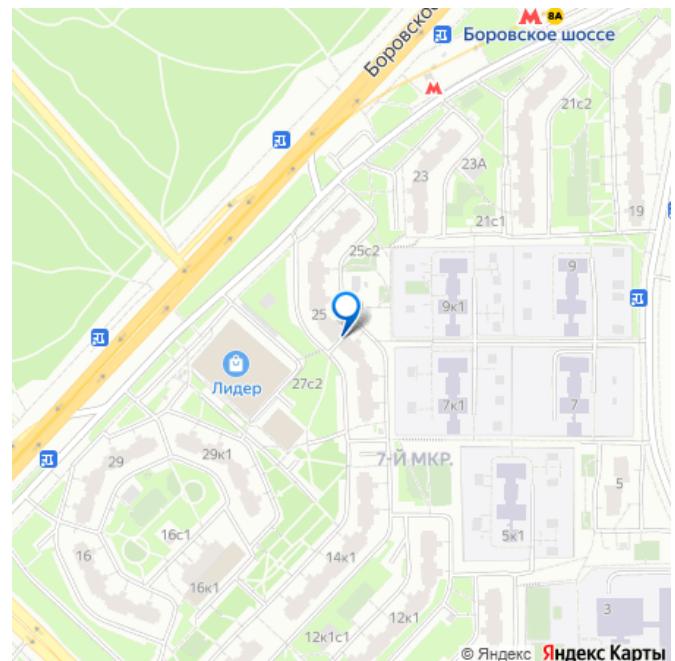 М 8А
Боровское шоссе
Боровско
М
21с2
23А
23
19
21с1
25с2
9
9к1
25
Лидер
27с2
7к1
7
7-Й МКР.
29
29к1
5
16с1
5к1
16
14к1
16к1
3
12к1
12к1с1
© Яндекс Яндекс Карты